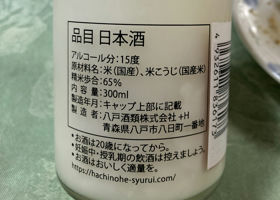 品目 日本酒
アルコール分：15度
原材料名：米(国産)、米こうじ(国産米)
精米歩合：65%
内容量：300ml
製造年月：キャップ上部に記載
製造者：八戸酒類株式会社 +H
青森県八戸市八日町一番地
•お酒は20歳になってから。
•妊娠中・授乳期の飲酒は控えましょう。
•お酒はおいしく適量を。
https://hachinohe-syurui.com/